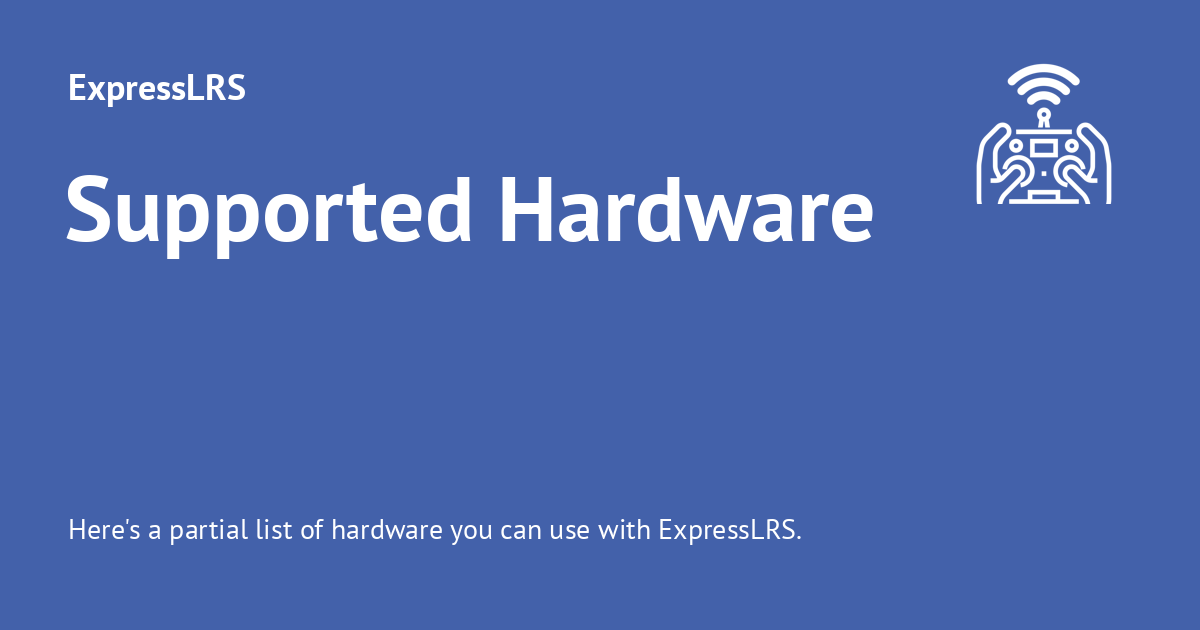 ExpressLRS
Supported Hardware
Here's a partial list of hardware you can use with ExpressLRS.